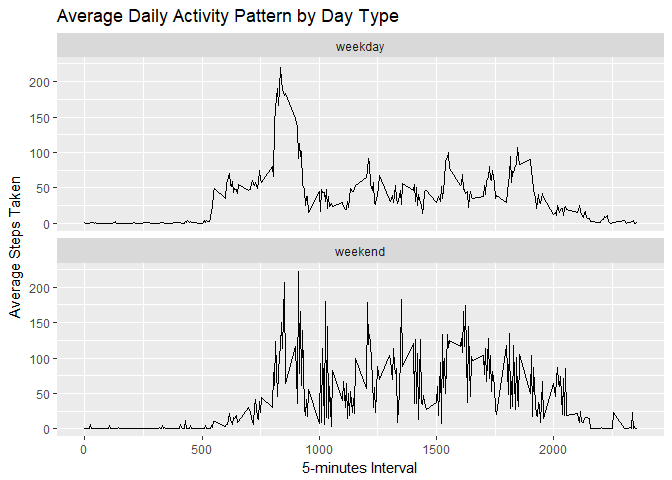 Average Daily Activity Pattern by Day Type
weekday
200
150
100
50
0
weekend
200
150
100
50
0
Average Steps Taken
0 500 1000 1500 2000
5-minutes Interval